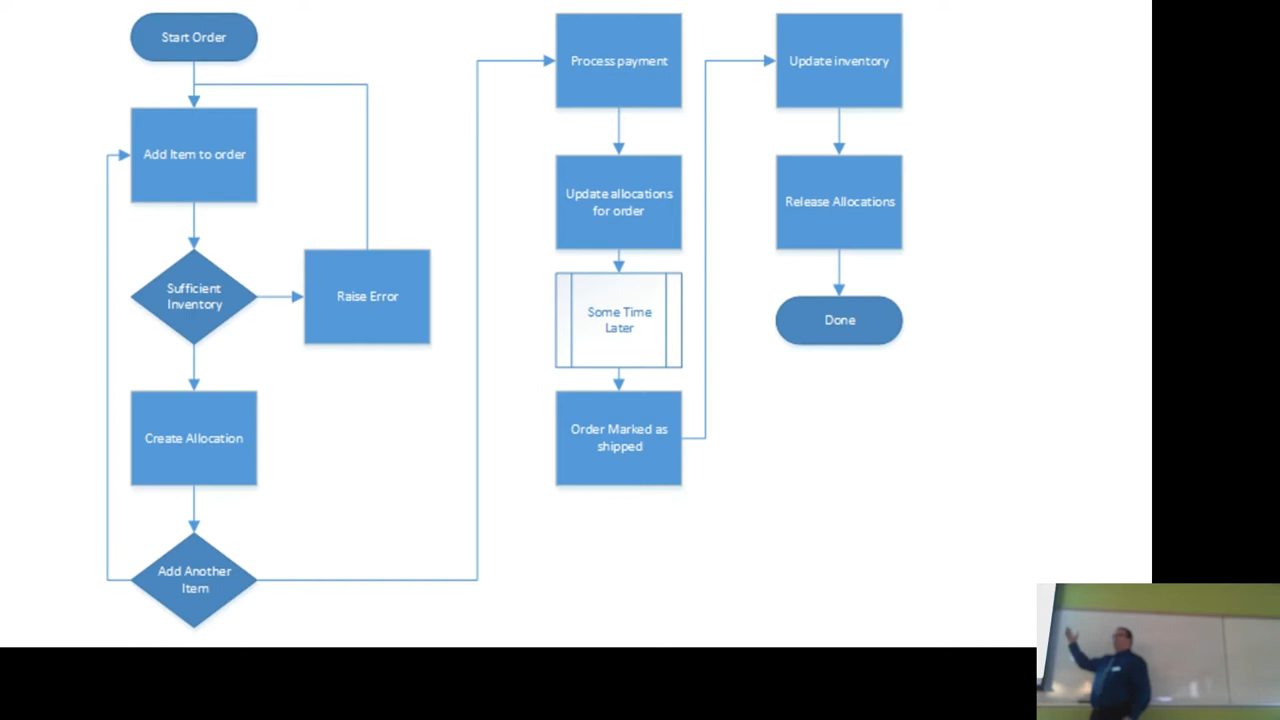 Start Order
Add Item to order
Sufficient
Inventory
Raise Error
Create Allocation
Add Another
Item
Process payment
Update allocations
for order
Some Time
Later
Order Marked as
shipped
Update inventory
Release Allocations
Done